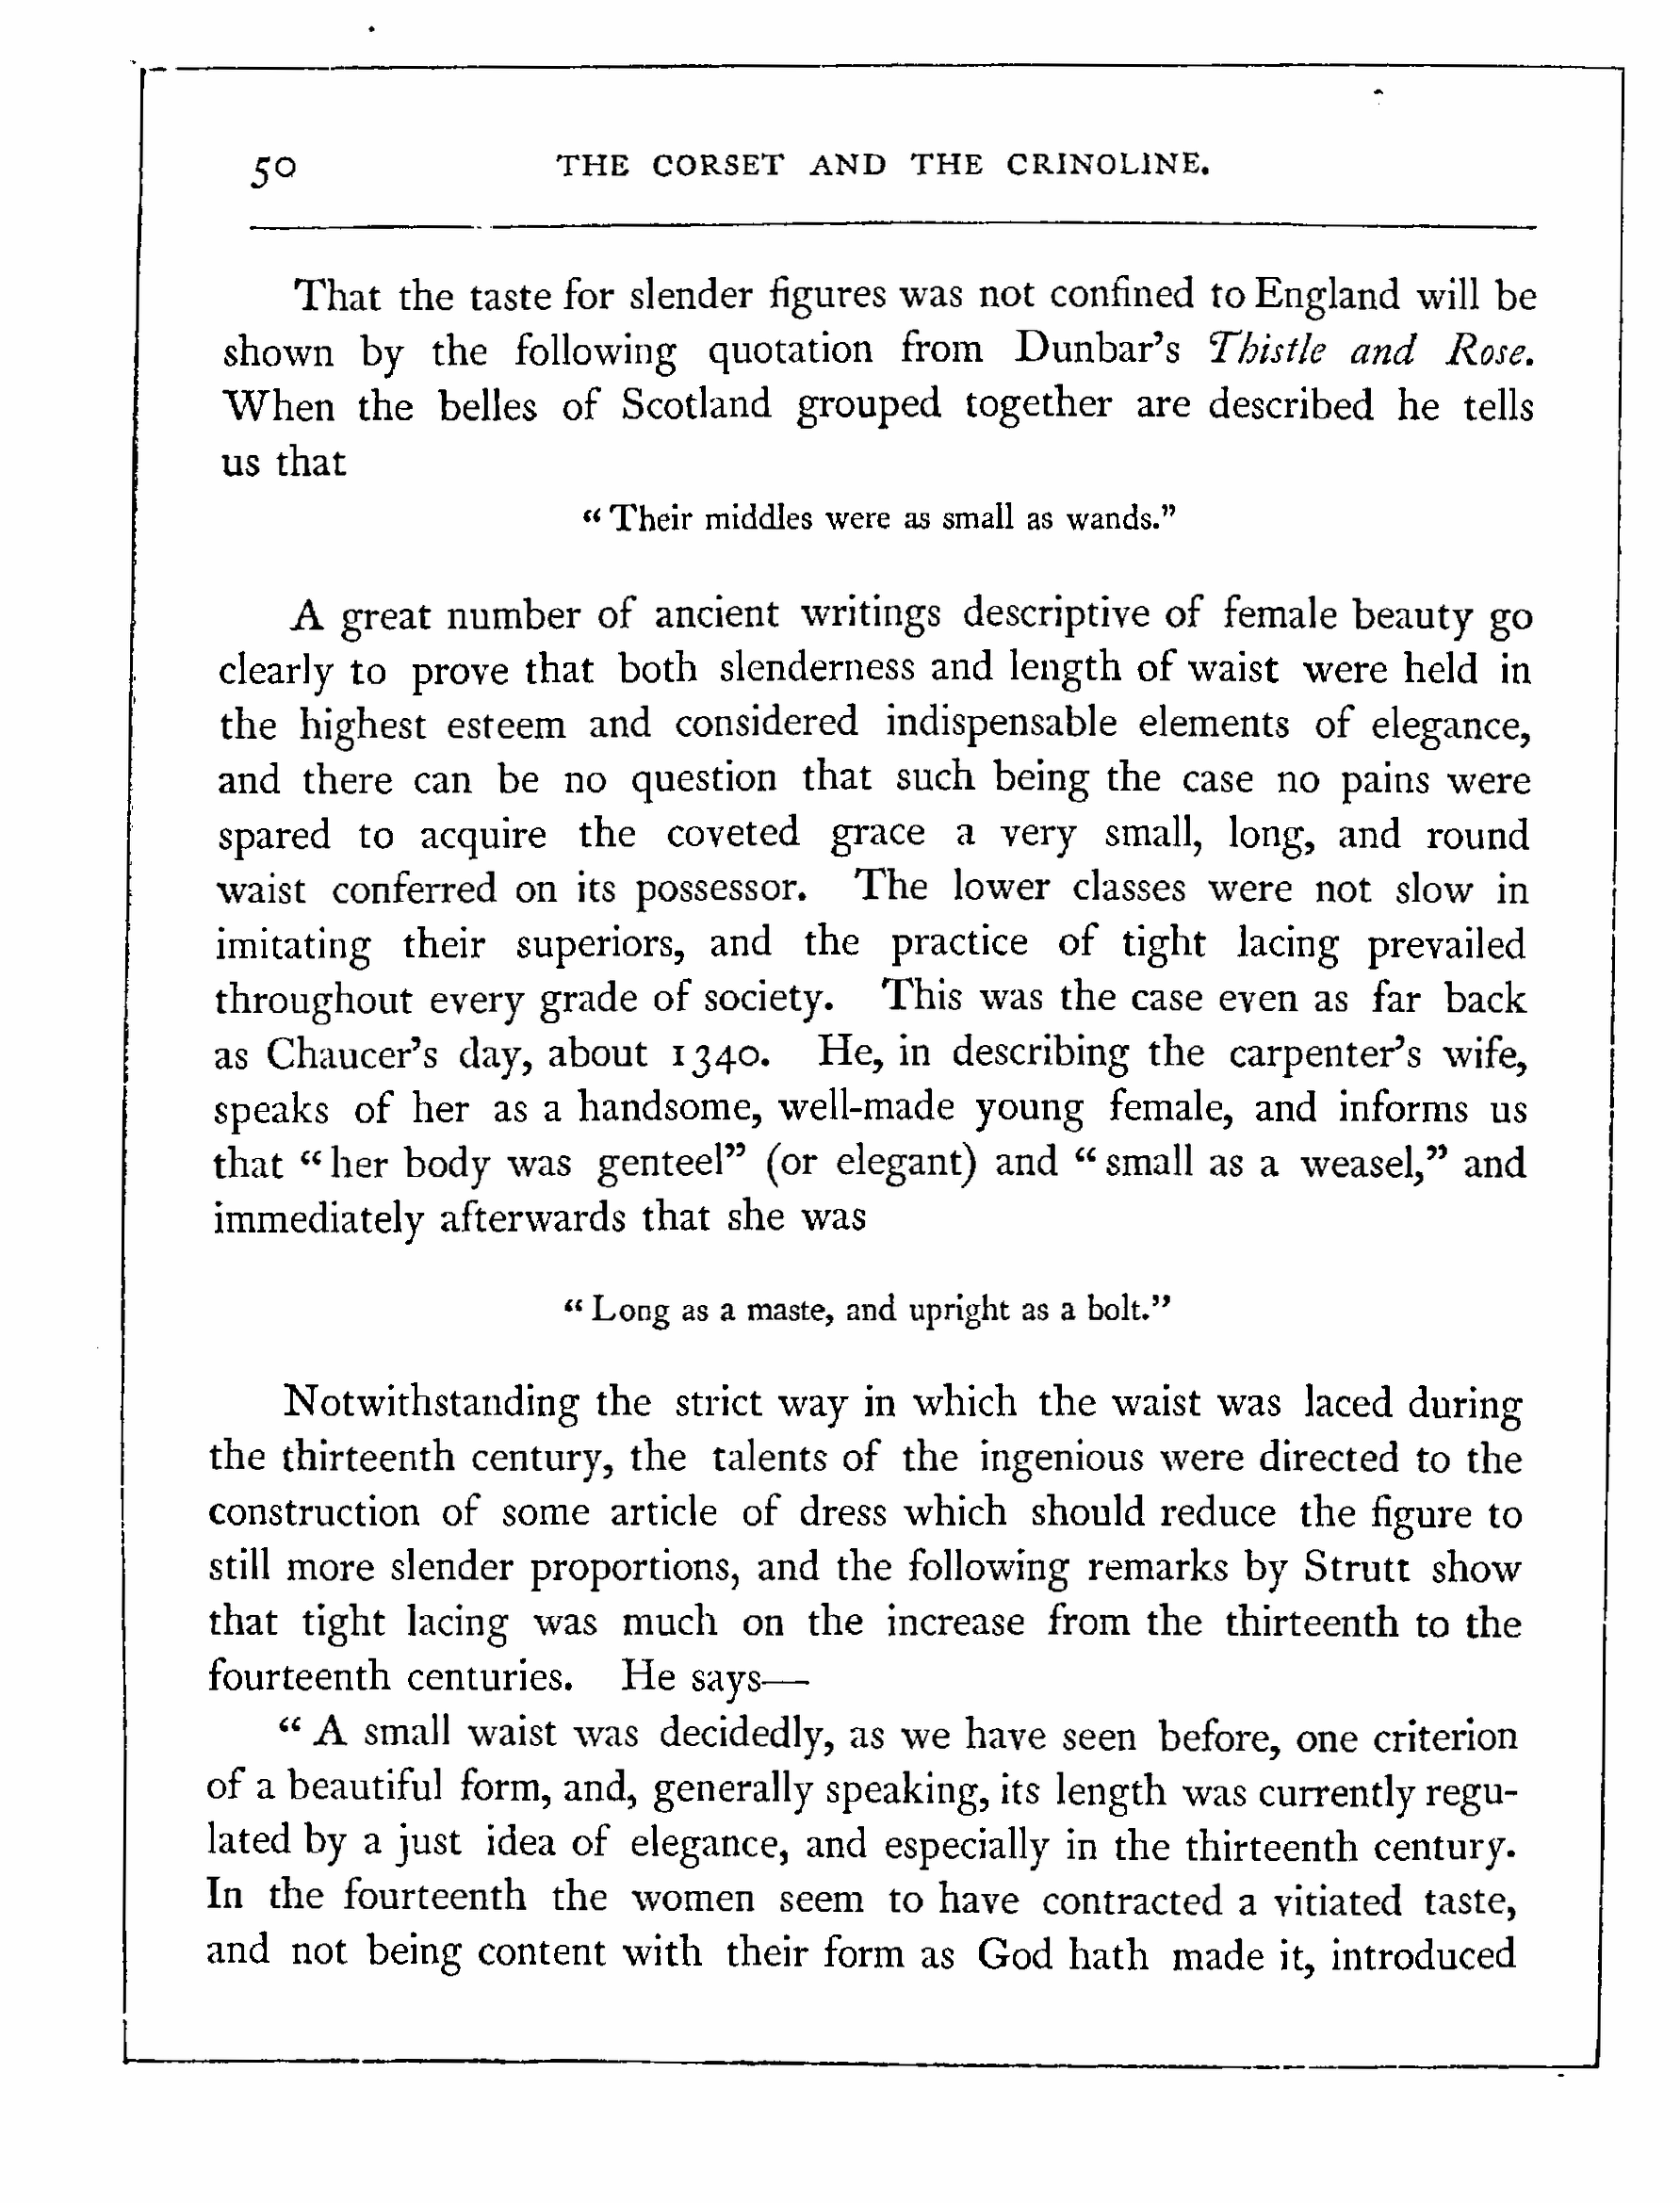 50 THE CORSET AND THE CRINOLINE.
That the taste for slender figures was not confined to England will be
shown by the following quotation from Dunbar's Thistle and Rose.
When the belles of Scotland grouped together are described he tells
us that
“Their middles were as small as wands.”
A great number of ancient writings descriptive of female beauty go
clearly to prove that both slenderness and length of waist were held in
the highest esteem and considered indispensable elements of elegance,
and there can be no question that such being the case no pains were
spared to acquire the coveted grace a very small, long, and round
waist conferred on its possessor. The lower classes were not slow in
imitating their superiors, and the practice of tight lacing prevailed
throughout every grade of society. This was the case even as far back
as Chaucer's day, about 1340. He, in describing the carpenter's wife,
speaks of her as a handsome, well-made young female, and informs us
that “her body was genteel” (or elegant) and “small as a weasel,” and
immediately afterwards that she was
“Long as a maste, and upright as a bolt.”
Notwithstanding the strict way in which the waist was laced during
the thirteenth century, the talents of the ingenious were directed to the
construction of some article of dress which should reduce the figure to
still more slender proportions, and the following remarks by Strutt show
that tight lacing was much on the increase from the thirteenth to the
fourteenth centuries. He says—
“A small waist was decidedly, as we have seen before, one criterion
of a beautiful form, and, generally speaking, its length was currently regu-
lated by a just idea of elegance, and especially in the thirteenth century.
In the fourteenth the women seem to have contracted a vitiated taste,
and not being content with their form as God hath made it, introduced